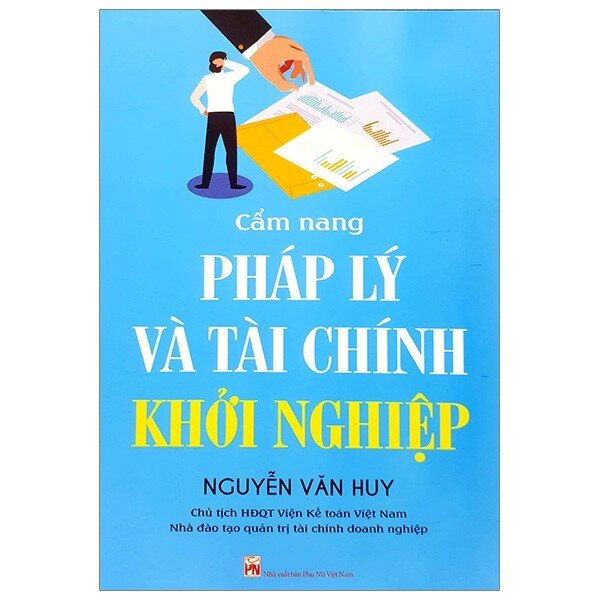 Cẩm nang
PHÁP LÝ
VÀ TÀI CHÍNH
KHỞI NGHIỆP
NGUYỄN VĂN HUY
Chủ tịch HĐQT Viện Kế toán Việt Nam
Nhà đào tạo quản trị tài chính doanh nghiệp
PN
Nhà xuất bản Phụ Nữ Việt Nam